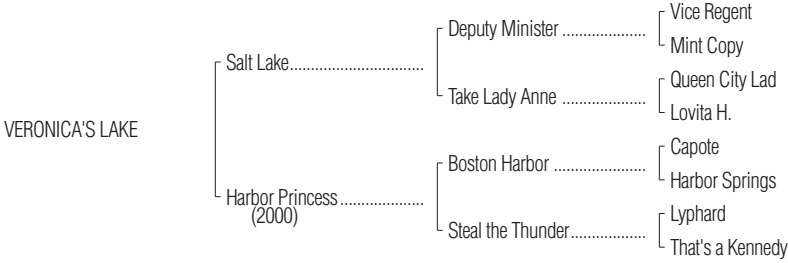 Vice Regent
Deputy Minister ....................
Mint Copy
Salt Lake................................
Queen City Lad
Take Lady Anne ....................
Lovita H.
VERONICA'S LAKE
Capote
Boston Harbor ......................
Harbor Springs
Harbor Princess ....................
(2000)
Lyphard
Steal the Thunder..................
That's a Kennedy